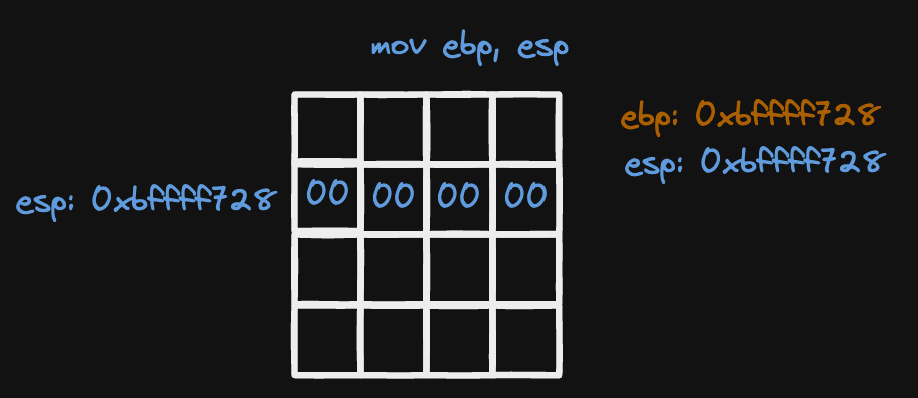 mov ebp, esp
ebp: 0xbffff728
esp: 0xbffff728
esp: 0xbffff728
00 00 00 00